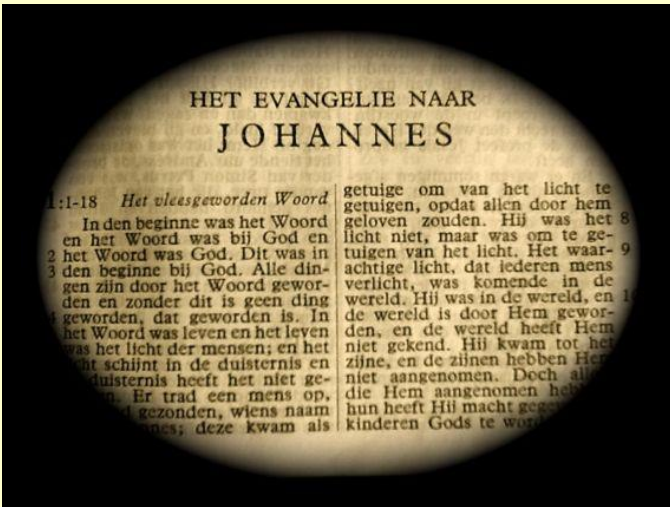 HET EVANGELIE NAAR
JOHANNES
1:1-18 Het vleesgeworden Woord
In den beginne was het Woord
en het Woord was bij God en
2 het Woord was God. Dit was in
3 den beginne bij God. Alle din-
gen zijn door het Woord gewor-
den en zonder dit is geen ding
4 geworden, dat geworden is. In
het Woord was leven en het leven
was het licht der mensen; en het
licht schijnt in de duisternis en
duisternis heeft het niet ge-
Er trad een mens op,
gezonden, wiens naam
deze kwam als
getuige om van het licht te
getuigen, opdat allen door hem
geloven zouden. Hij was het 8
licht niet, maar was om te ge-
tuigen van het licht. Het waar- 9
achtige licht, dat iederen mens
verlicht, was komende in de
wereld. Hij was in de wereld, en 10
de wereld is door Hem gewor-
den, en de wereld heeft Hem
niet gekend. Hij kwam tot het
zijne, en de zijnen hebben Hem
niet aangenomen. Doch allen
die Hem aangenomen hebben
hun heeft Hij macht gegeven
kinderen Gods te worden